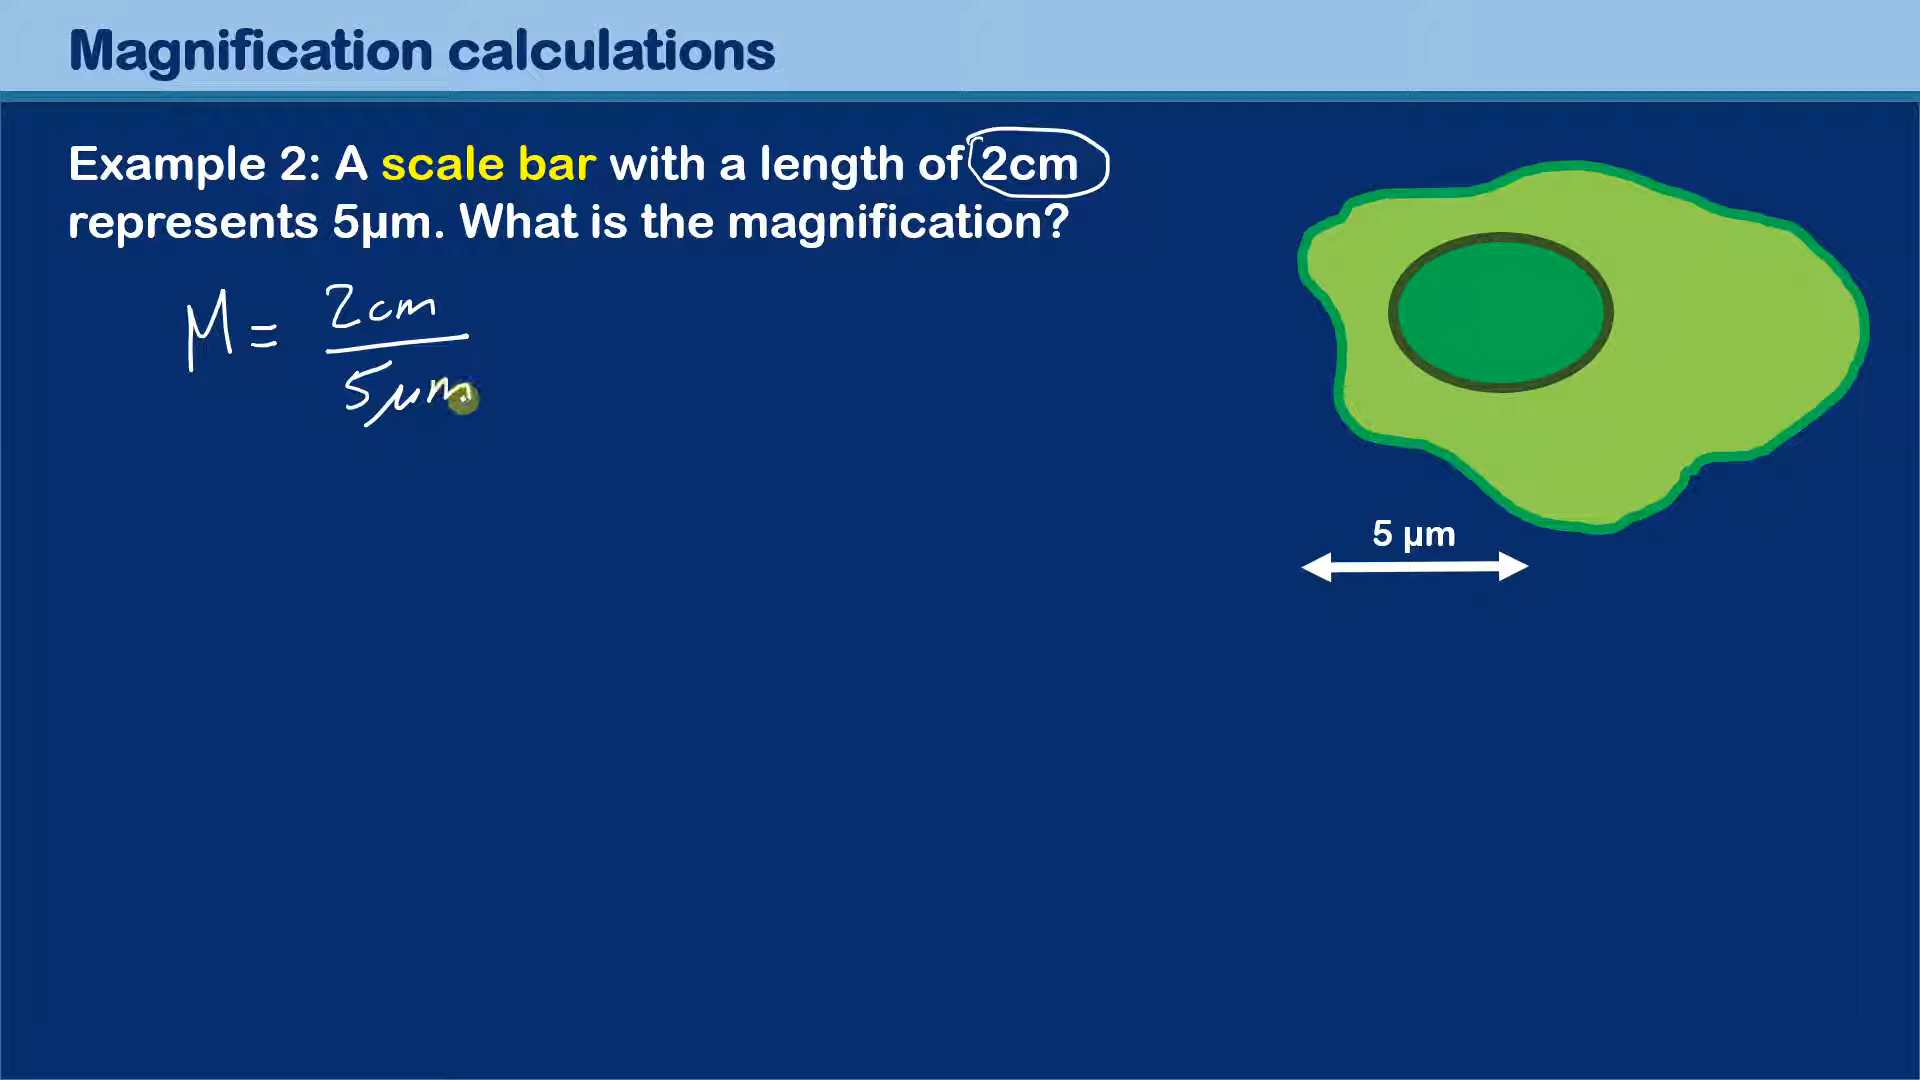 Magnification calculations
Example 2: A scale bar with a length of 2cm
represents 5µm. What is the magnification?
M = 2cm
5µm
5 µm